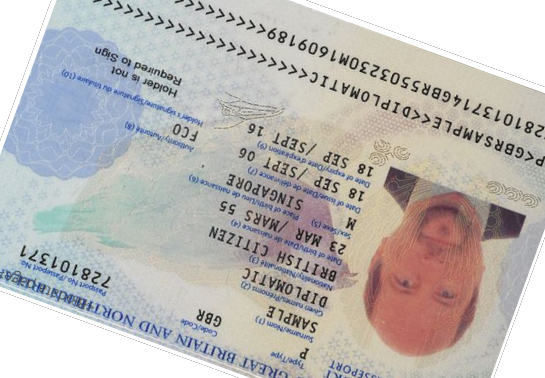 GREAT BRITAIN AND NORTHERN
Type/Type
P
Code/Code
GBR
Passport No./Passeport No.
728101371
Surname/Nom (1)
SAMPLE
Given names/Prénoms (2)
DIPLOMATIC
Nationality/Nationalité (3)
BRITISH CITIZEN
Date of birth/Date de naissance (4)
23 MAR /MARS 55
Sex/Sexe (5)
M
Place of birth/Lieu de naissance (6)
SINGAPORE
Date of issue/Date de délivrance (7)
18 SEP /SEPT 06
Authority/Autorité (8)
FCO
Date of expiry/Date d'expiration (9)
18 SEP /SEPT 16
Holder's signature/Signature du titulaire (10)
Holder is not
Required to Sign
P<GBRSAMPLE<<DIPLOMATIC<<<<<<<<<<<<<<<<<<
7281013714GBR5503230M1609189<<<<<<<<<<<